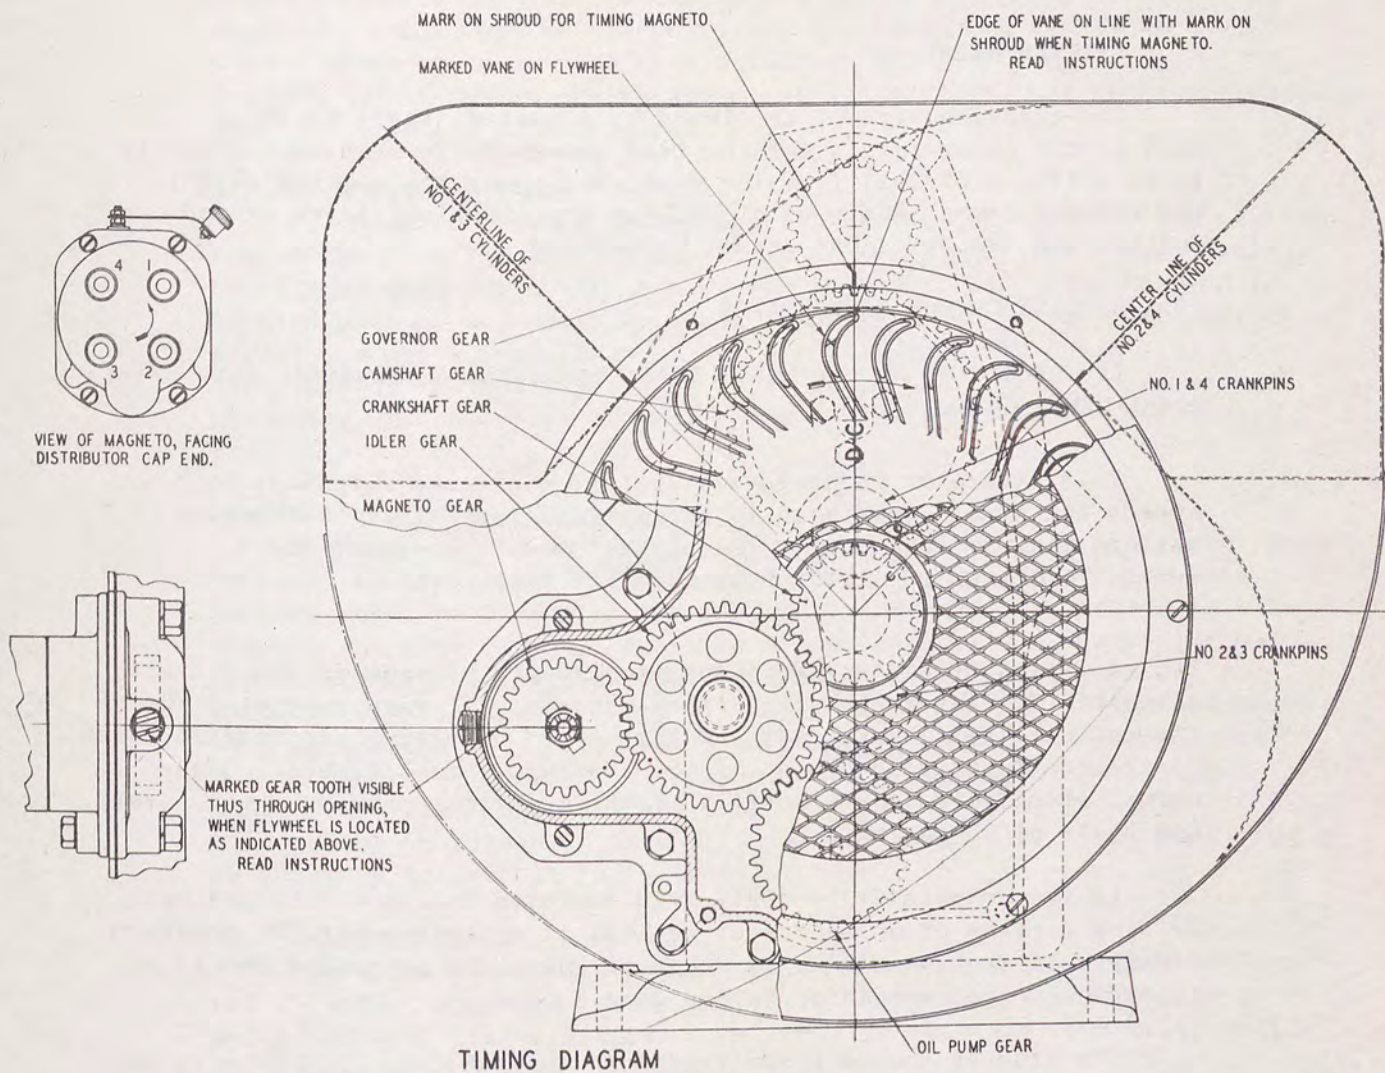 MARK ON SHROUD FOR TIMING MAGNETO
EDGE OF VANE ON LINE WITH MARK ON
SHROUD WHEN TIMING MAGNETO.
READ INSTRUCTIONS
MARKED VANE ON FLYWHEEL
CENTERLINE OF
NO. 1 & 3 CYLINDERS
CENTER LINE OF
NO. 2 & 4 CYLINDERS
4 1
3 2
VIEW OF MAGNETO, FACING
DISTRIBUTOR CAP END.
GOVERNOR GEAR
CAMSHAFT GEAR
CRANKSHAFT GEAR
IDLER GEAR
MAGNETO GEAR
D/C
NO. 1 & 4 CRANKPINS
NO 2 & 3 CRANKPINS
MARKED GEAR TOOTH VISIBLE
THUS THROUGH OPENING,
WHEN FLYWHEEL IS LOCATED
AS INDICATED ABOVE.
READ INSTRUCTIONS
OIL PUMP GEAR
TIMING DIAGRAM